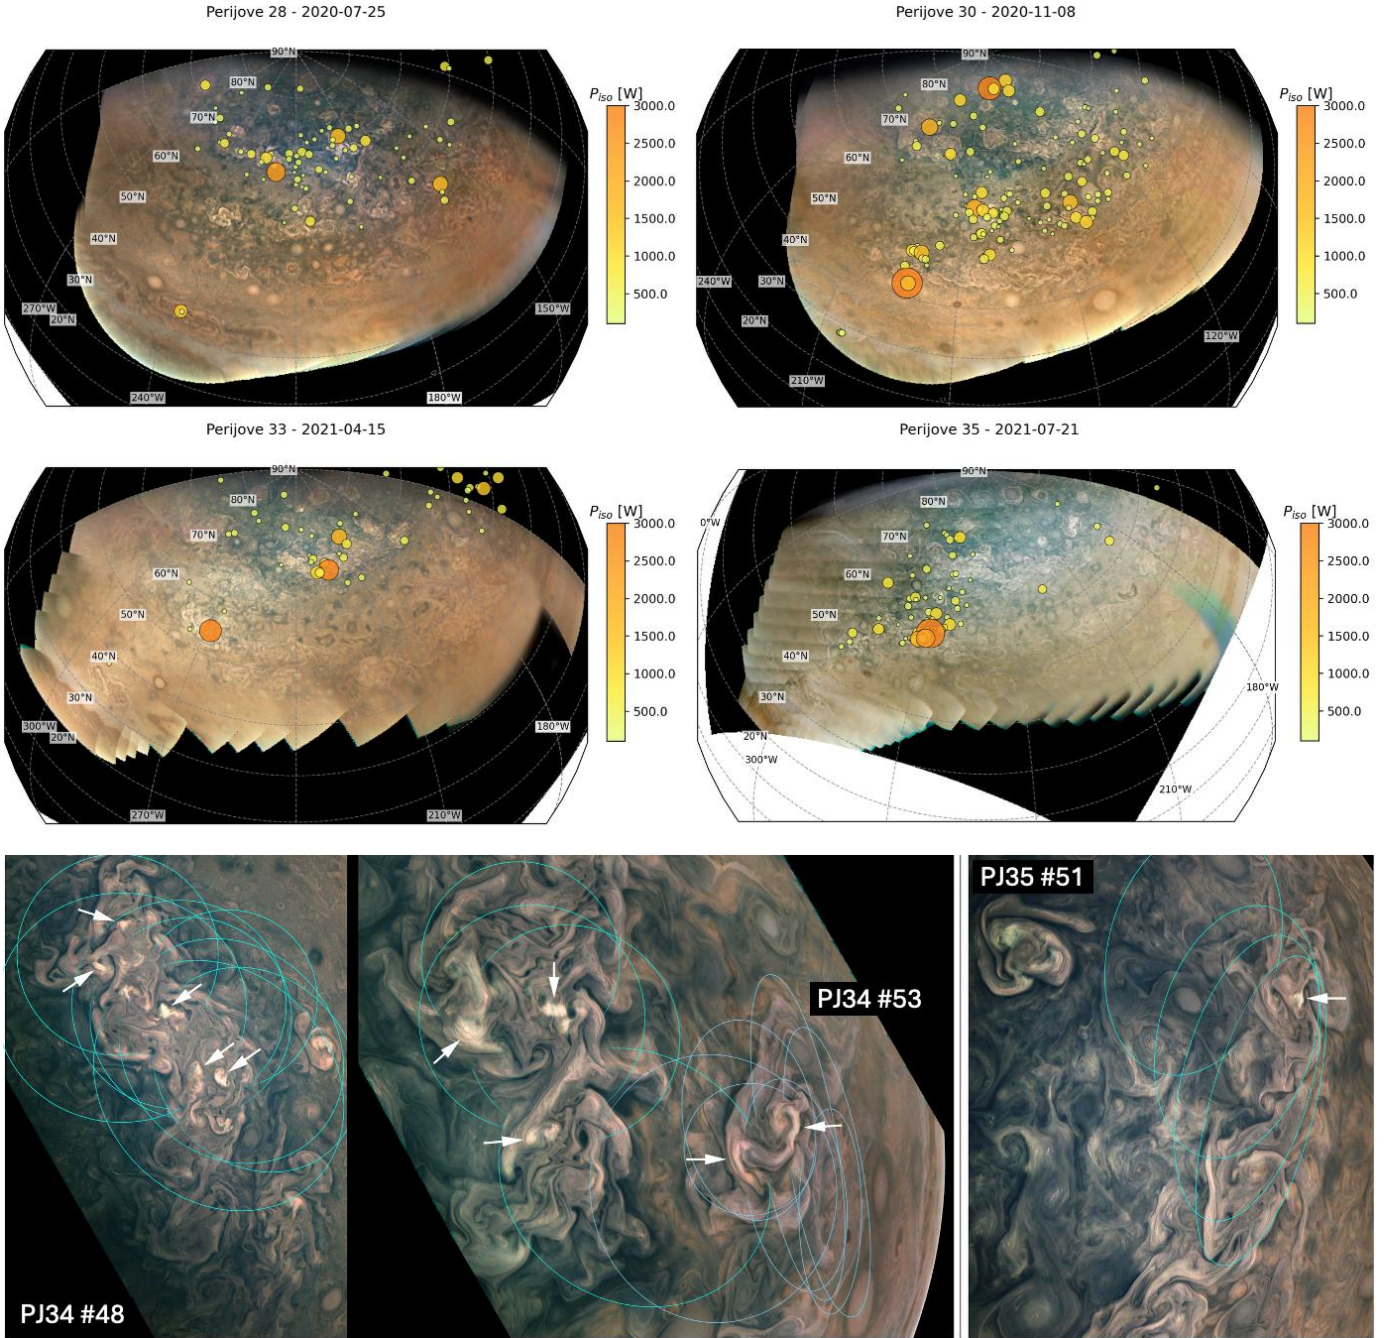 Perijove 28 - 2020-07-25
90°N
80°N
70°N
60°N
50°N
40°N
30°N
270°W
20°N
240°W
180°W
150°W
P_iso [W]
3000.0
2500.0
2000.0
1500.0
1000.0
500.0
Perijove 30 - 2020-11-08
90°N
80°N
70°N
60°N
50°N
40°N
240°W
30°N
20°N
210°W
120°W
P_iso [W]
3000.0
2500.0
2000.0
1500.0
1000.0
500.0
Perijove 33 - 2021-04-15
90°N
80°N
70°N
60°N
50°N
40°N
30°N
300°W
20°N
270°W
210°W
180°W
P_iso [W]
3000.0
2500.0
2000.0
1500.0
1000.0
500.0
Perijove 35 - 2021-07-21
90°N
80°N
0°W
70°N
60°N
50°N
40°N
30°N
20°N
300°W
210°W
180°W
P_iso [W]
3000.0
2500.0
2000.0
1500.0
1000.0
500.0
PJ34 #48
PJ34 #53
PJ35 #51